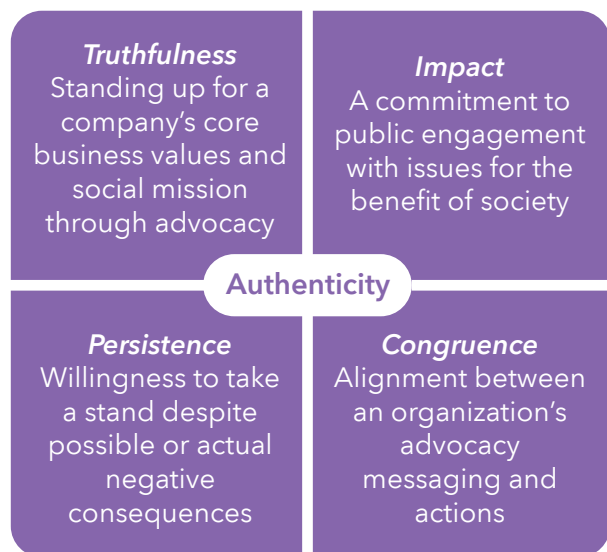 Truthfulness
Standing up for a
company’s core
business values and
social mission
through advocacy
Impact
A commitment to
public engagement
with issues for the
benefit of society
Authenticity
Persistence
Willingness to take
a stand despite
possible or actual
negative
consequences
Congruence
Alignment between
an organization’s
advocacy
messaging and
actions